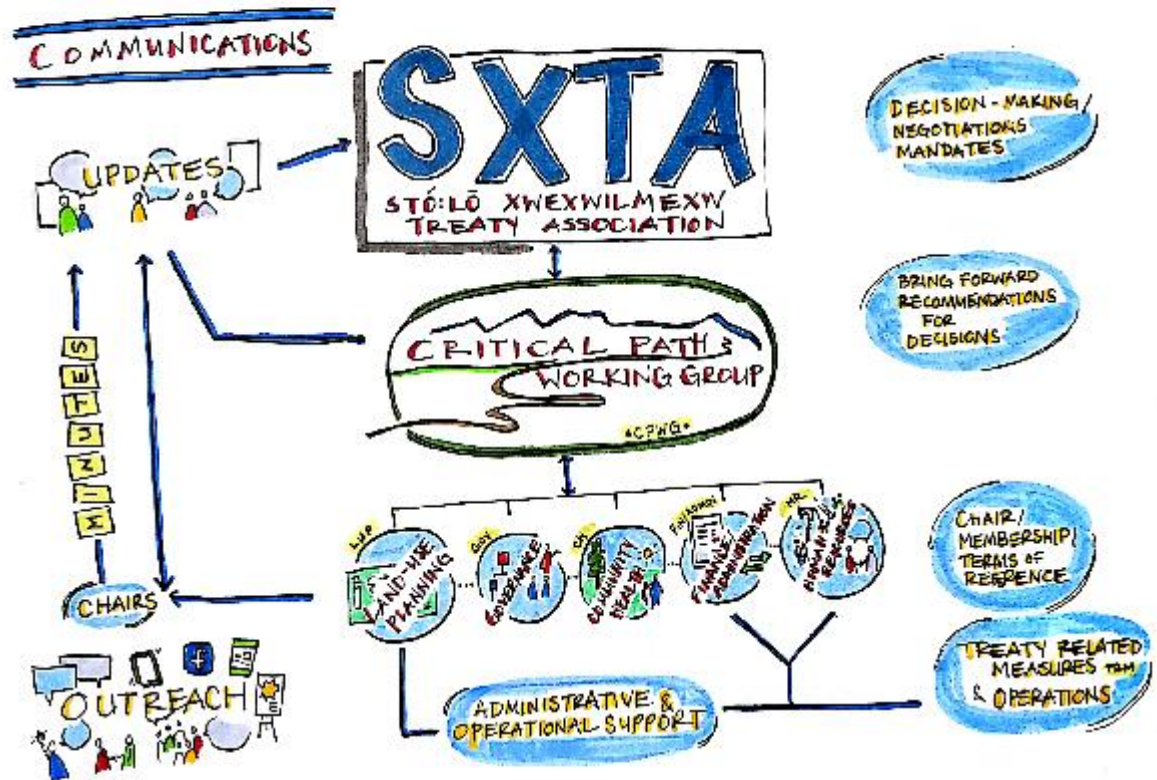 COMMUNICATIONS
SXTA
STÓ:LŌ XWEXWILMEXW
TREATY ASSOCIATION
UPDATES
DECISION-MAKING/
NEGOTIATIONS
MANDATES
BRING FORWARD
RECOMMENDATIONS
FOR
DECISIONS
CRITICAL PATH
WORKING GROUP
•CPWG•
MINUTES
CHAIRS
LUP
LAND-USE
PLANNING
GOV.
GOVERNANCE
CH
COMMUNITY
HEALTH
FINANCE
ADMINISTRATION
HR
HUMAN
CHAIR/
MEMBERSHIP/
TERMS OF
REFERENCE
TREATY RELATED
MEASURES TRM
& OPERATIONS
ADMINISTRATIVE &
OPERATIONAL SUPPORT
OUTREACH
f